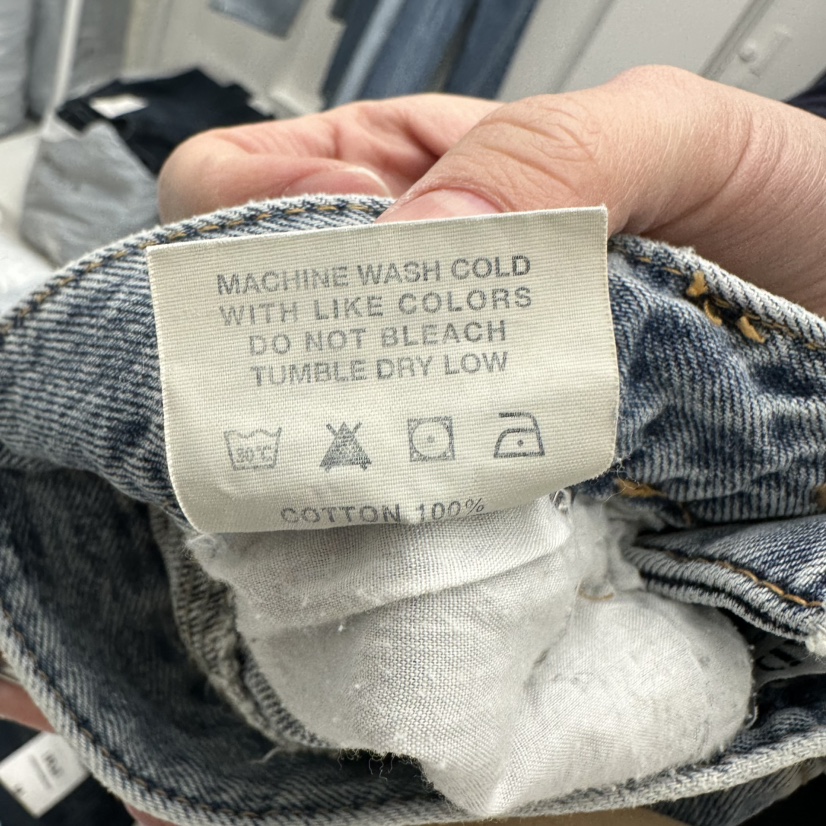 MACHINE WASH COLD
WITH LIKE COLORS
DO NOT BLEACH
TUMBLE DRY LOW
30°C
COTTON 100%